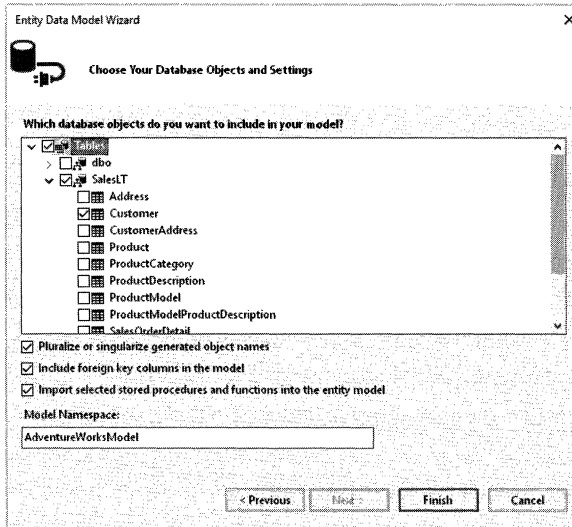 Entity Data Model Wizard
Choose Your Database Objects and Settings
Which database objects do you want to include in your model?
Tables
dbo
SalesLT
Address
Customer
CustomerAddress
Product
ProductCategory
ProductDescription
ProductModel
ProductModelProductDescription
SalesOrderDetail
Pluralize or singularize generated object names
Include foreign key columns in the model
Import selected stored procedures and functions into the entity model
Model Namespace:
AdventureWorksModel
< Previous Next > Finish Cancel